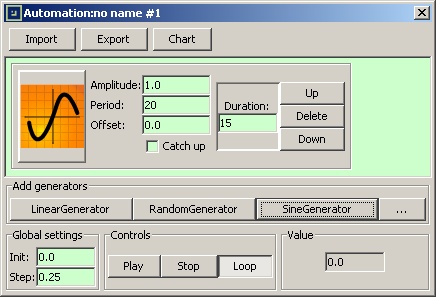 Automation:no name #1
Import Export Chart
Amplitude: 1.0
Period: 20
Offset: 0.0
Catch up
Duration:
15
Up
Delete
Down
Add generators
LinearGenerator RandomGenerator SineGenerator ...
Global settings
Init: 0.0
Step: 0.25
Controls
Play Stop Loop
Value
0.0